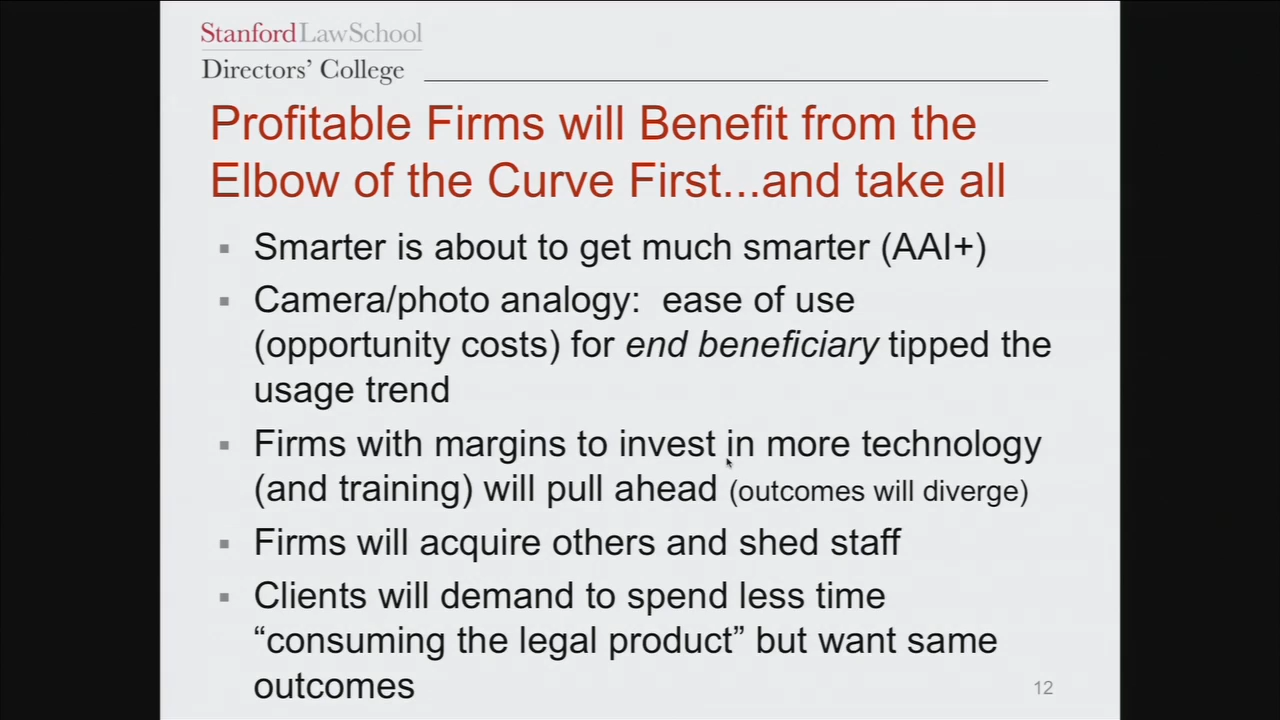 StanfordLawSchool
Directors’ College
Profitable Firms will Benefit from the
Elbow of the Curve First...and take all
▪ Smarter is about to get much smarter (AAI+)
▪ Camera/photo analogy: ease of use
(opportunity costs) for end beneficiary tipped the
usage trend
▪ Firms with margins to invest in more technology
(and training) will pull ahead (outcomes will diverge)
▪ Firms will acquire others and shed staff
▪ Clients will demand to spend less time
“consuming the legal product” but want same
outcomes
12